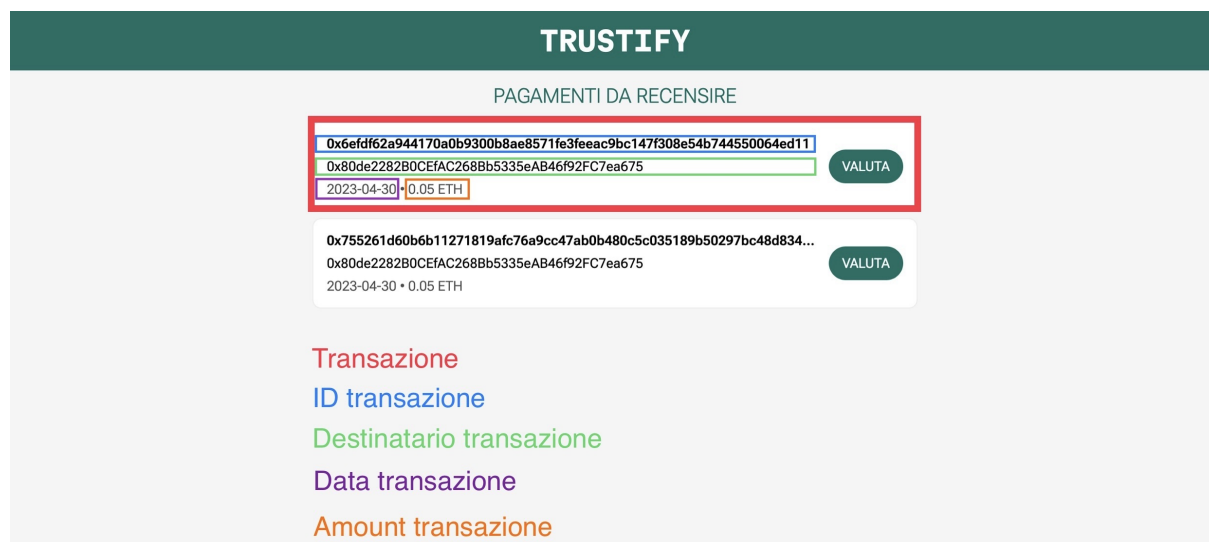 TRUSTIFY
PAGAMENTI DA RECENSIRE
0x6efdf62a944170a0b9300b8ae8571fe3feeac9bc147f308e54b744550064ed11
0x80de2282B0CEfAC268Bb5335eAB46f92FC7ea675
VALUTA
2023-04-30 • 0.05 ETH
0x755261d60b6b11271819afc76a9cc47ab0b480c5c035189b50297bc48d834...
0x80de2282B0CEfAC268Bb5335eAB46f92FC7ea675
VALUTA
2023-04-30 • 0.05 ETH
Transazione
ID transazione
Destinatario transazione
Data transazione
Amount transazione